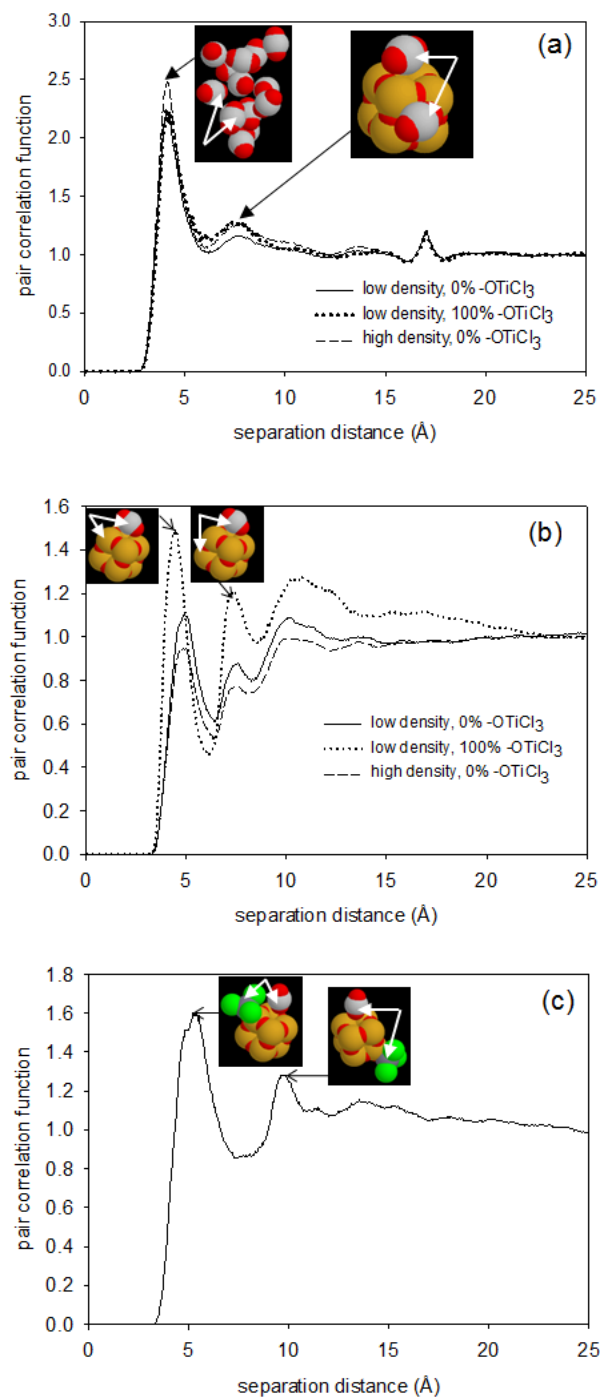 (a)
pair correlation function
3.0
2.5
2.0
1.5
1.0
0.5
0.0
low density, 0% -OTiCl3
low density, 100% -OTiCl3
high density, 0% -OTiCl3
0 5 10 15 20 25
separation distance (Å)
(b)
pair correlation function
1.6
1.4
1.2
1.0
0.8
0.6
0.4
0.2
0.0
low density, 0% -OTiCl3
low density, 100% -OTiCl3
high density, 0% -OTiCl3
0 5 10 15 20 25
separation distance (Å)
(c)
pair correlation function
1.8
1.6
1.4
1.2
1.0
0.8
0.6
0.4
0.2
0.0
0 5 10 15 20 25
separation distance (Å)